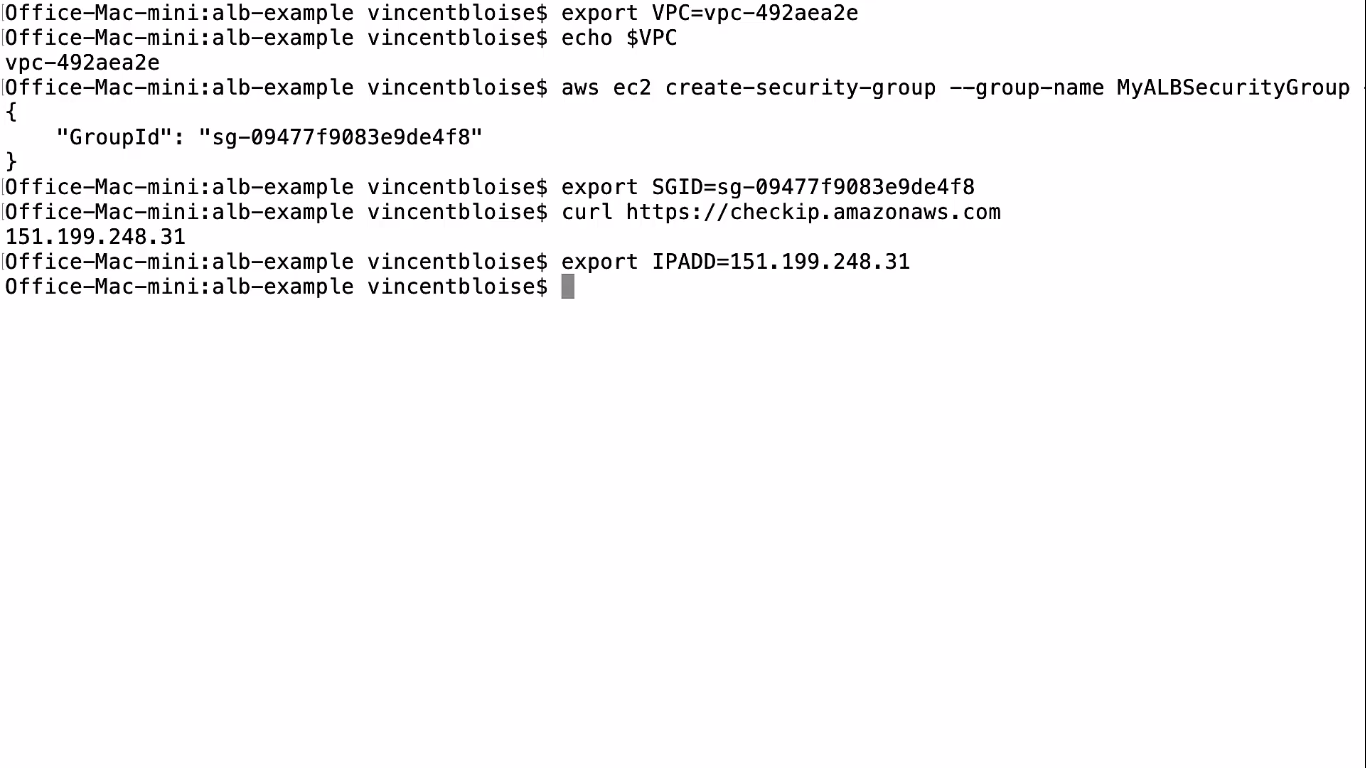 Office-Mac-mini:alb-example vincentbloise$ export VPC=vpc-492aea2e
Office-Mac-mini:alb-example vincentbloise$ echo $VPC
vpc-492aea2e
Office-Mac-mini:alb-example vincentbloise$ aws ec2 create-security-group --group-name MyALBSecurityGroup
{
    "GroupId": "sg-09477f9083e9de4f8"
}
Office-Mac-mini:alb-example vincentbloise$ export SGID=sg-09477f9083e9de4f8
Office-Mac-mini:alb-example vincentbloise$ curl https://checkip.amazonaws.com
151.199.248.31
Office-Mac-mini:alb-example vincentbloise$ export IPADD=151.199.248.31
Office-Mac-mini:alb-example vincentbloise$